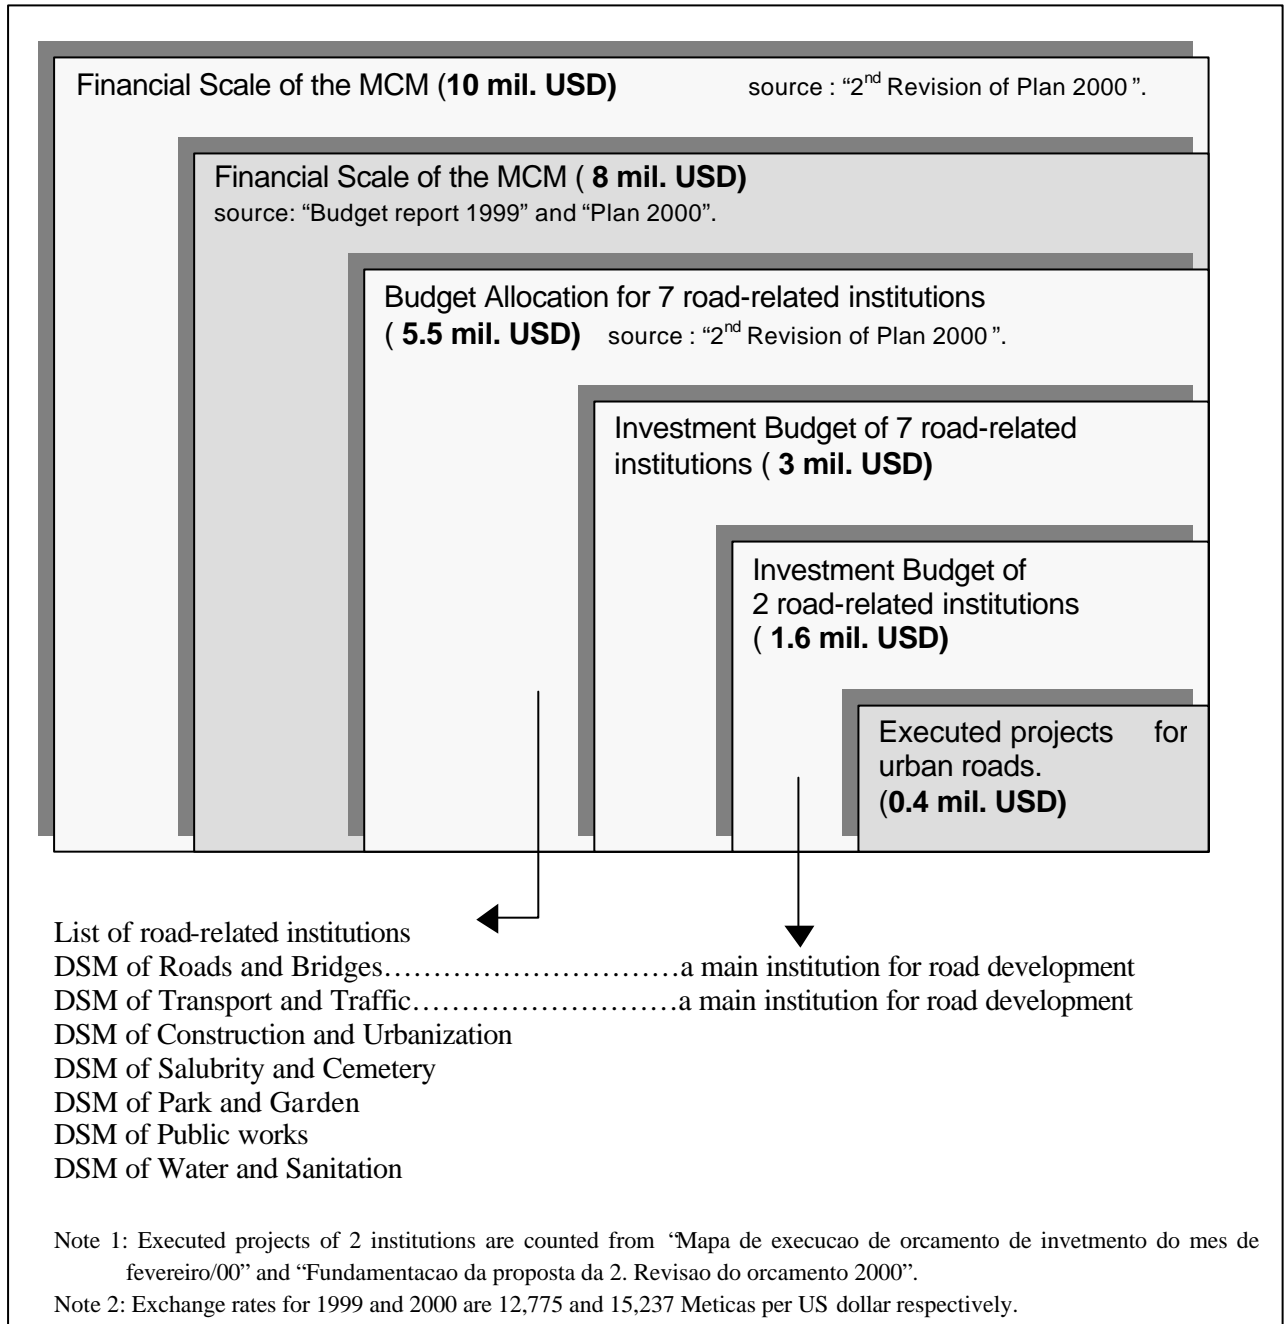 Financial Scale of the MCM (10 mil. USD) source : “2nd Revision of Plan 2000”.
Financial Scale of the MCM ( 8 mil. USD)
source: “Budget report 1999” and “Plan 2000”.
Budget Allocation for 7 road-related institutions
( 5.5 mil. USD) source : “2nd Revision of Plan 2000”.
Investment Budget of 7 road-related
institutions ( 3 mil. USD)
Investment Budget of
2 road-related institutions
( 1.6 mil. USD)
Executed projects for
urban roads.
(0.4 mil. USD)
List of road-related institutions
DSM of Roads and Bridges…………………………a main institution for road development
DSM of Transport and Traffic………………………a main institution for road development
DSM of Construction and Urbanization
DSM of Salubrity and Cemetery
DSM of Park and Garden
DSM of Public works
DSM of Water and Sanitation
Note 1: Executed projects of 2 institutions are counted from “Mapa de execucao de orcamento de invetmento do mes de
fevereiro/00” and “Fundamentacao da proposta da 2. Revisao do orcamento 2000”.
Note 2: Exchange rates for 1999 and 2000 are 12,775 and 15,237 Meticas per US dollar respectively.